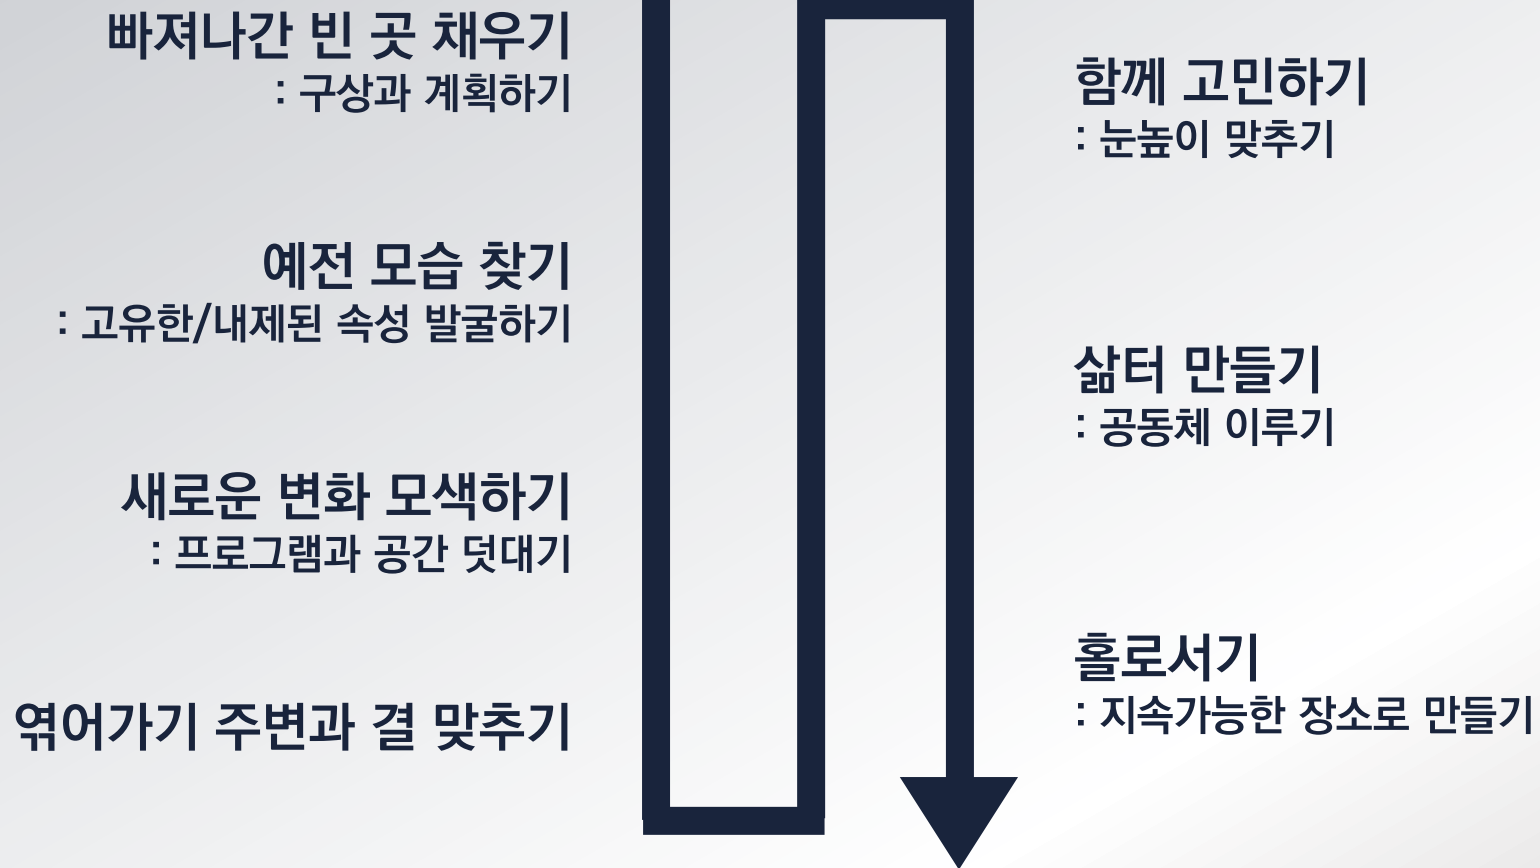 빠져나간 빈 곳 채우기
: 구상과 계획하기
예전 모습 찾기
: 고유한/내제된 속성 발굴하기
새로운 변화 모색하기
: 프로그램과 공간 덧대기
엮어가기 주변과 결 맞추기
함께 고민하기
: 눈높이 맞추기
삶터 만들기
: 공동체 이루기
홀로서기
: 지속가능한 장소로 만들기